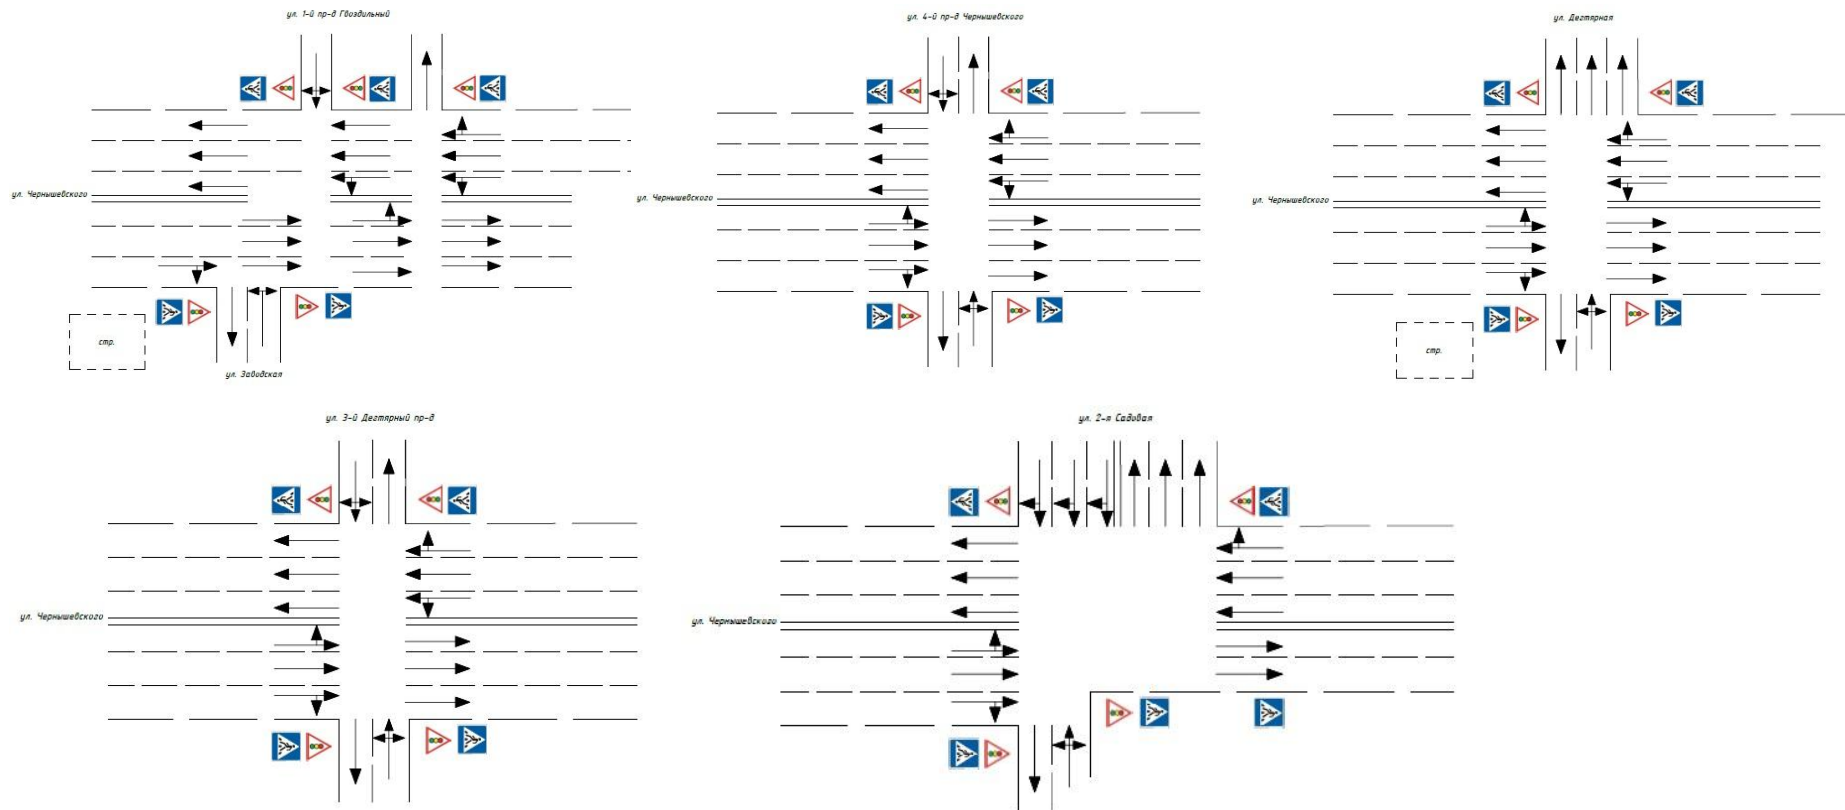 ул. 1-й пр-д Гвоздильный
ул. 4-й пр-д Чернышевского
ул. Дегтярная
ул. Чернышевского
ул. Чернышевского
ул. Чернышевского
стр.
стр.
ул. Заводская
ул. 3-й Дегтярный пр-д
ул. 2-я Садовая
ул. Чернышевского
ул. Чернышевского